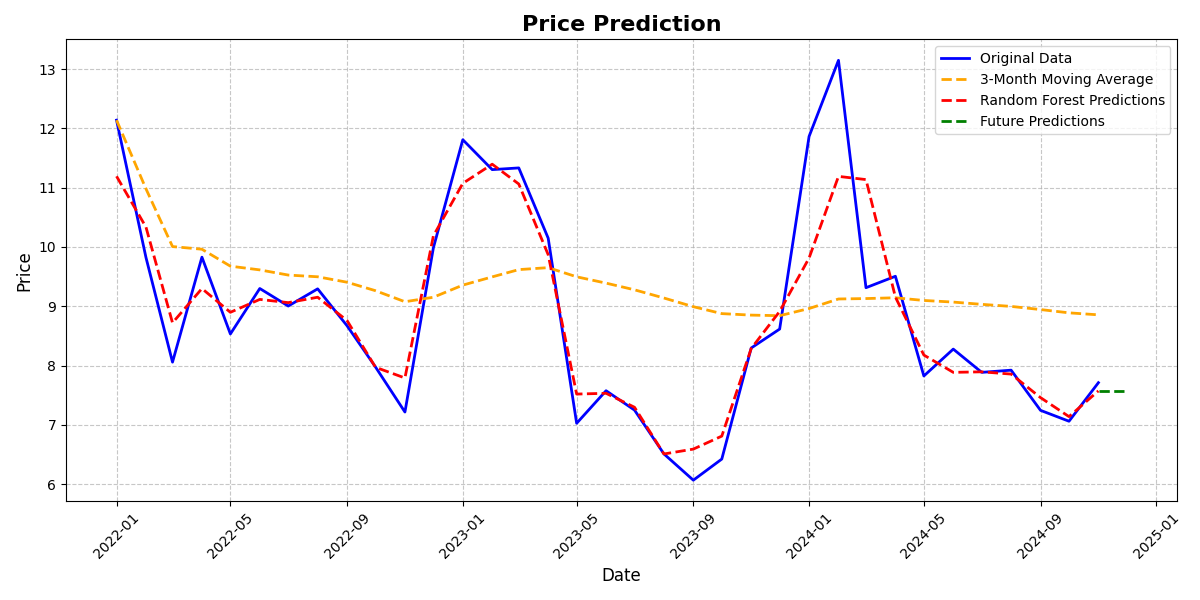 Price Prediction
Original Data
3-Month Moving Average
Random Forest Predictions
Future Predictions
Price
13
12
11
10
9
8
7
6
2022-01
2022-05
2022-09
2023-01
2023-05
2023-09
2024-01
2024-05
2024-09
2025-01
Date